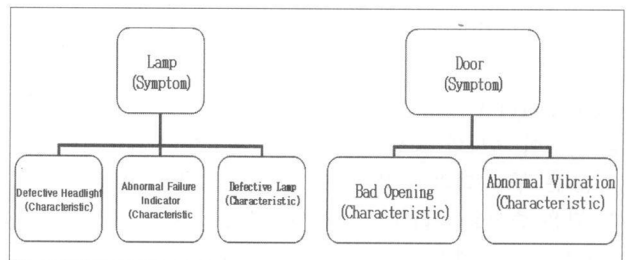 Lamp
(Symptom)
Door
(Symptom)
Defective Headlight
(Characteristic)
Abnormal Failure
Indicator
(Characteristic
Defective Lamp
(Characteristic)
Bad Opening
(Characteristic)
Abnormal Vibration
(Characteristic)